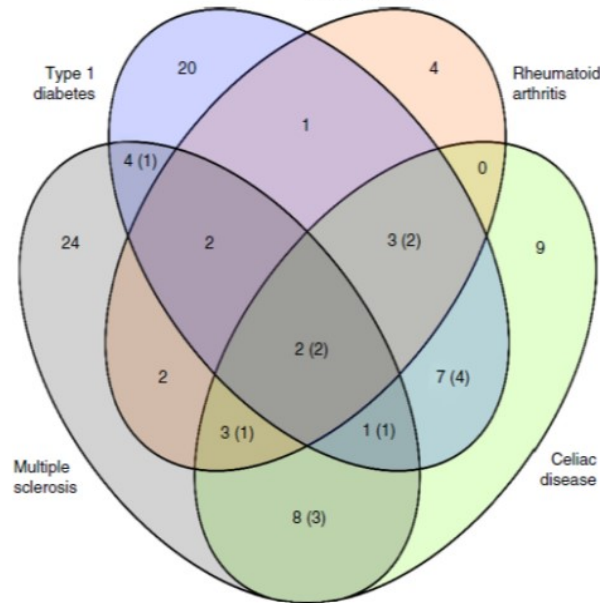 Type 1
diabetes
20
4
Rheumatoid
arthritis
1
4 (1)
0
24
2
3 (2)
9
2 (2)
2
7 (4)
3 (1)
1 (1)
Multiple
sclerosis
Celiac
disease
8 (3)